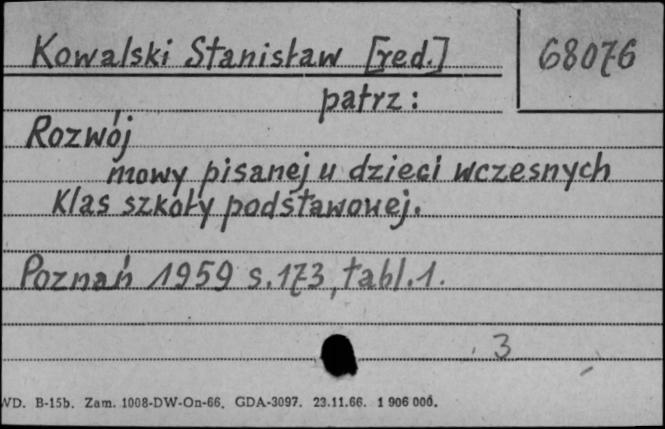 Kowalski Stanisław [red.]
68076
patrz:
Rozwój
mowy pisanej u dzieci wczesnych
Klas szkoły podstawowej.
Poznań 1959 s.173, tabl.1.
3
WD. B-15b. Zam. 1008-DW-On-66. GDA-3097. 23.11.66. 1 906 000.